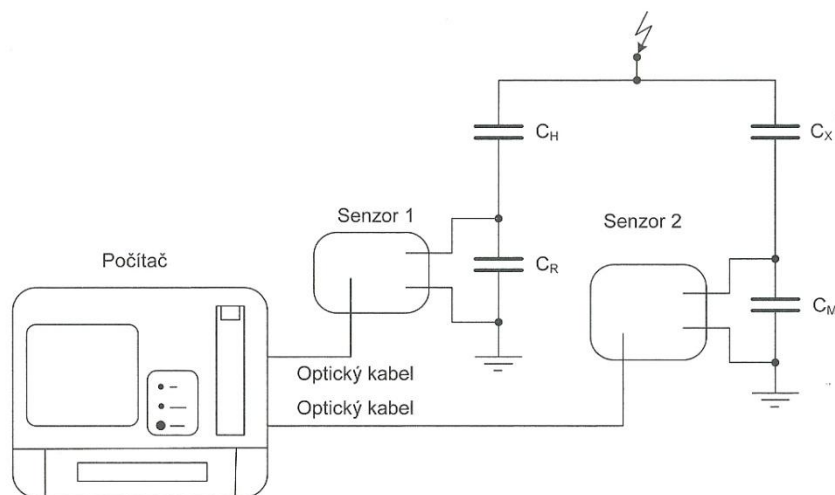 C_H
C_X
Senzor 1
Senzor 2
Počítač
C_R
C_M
Optický kabel
Optický kabel